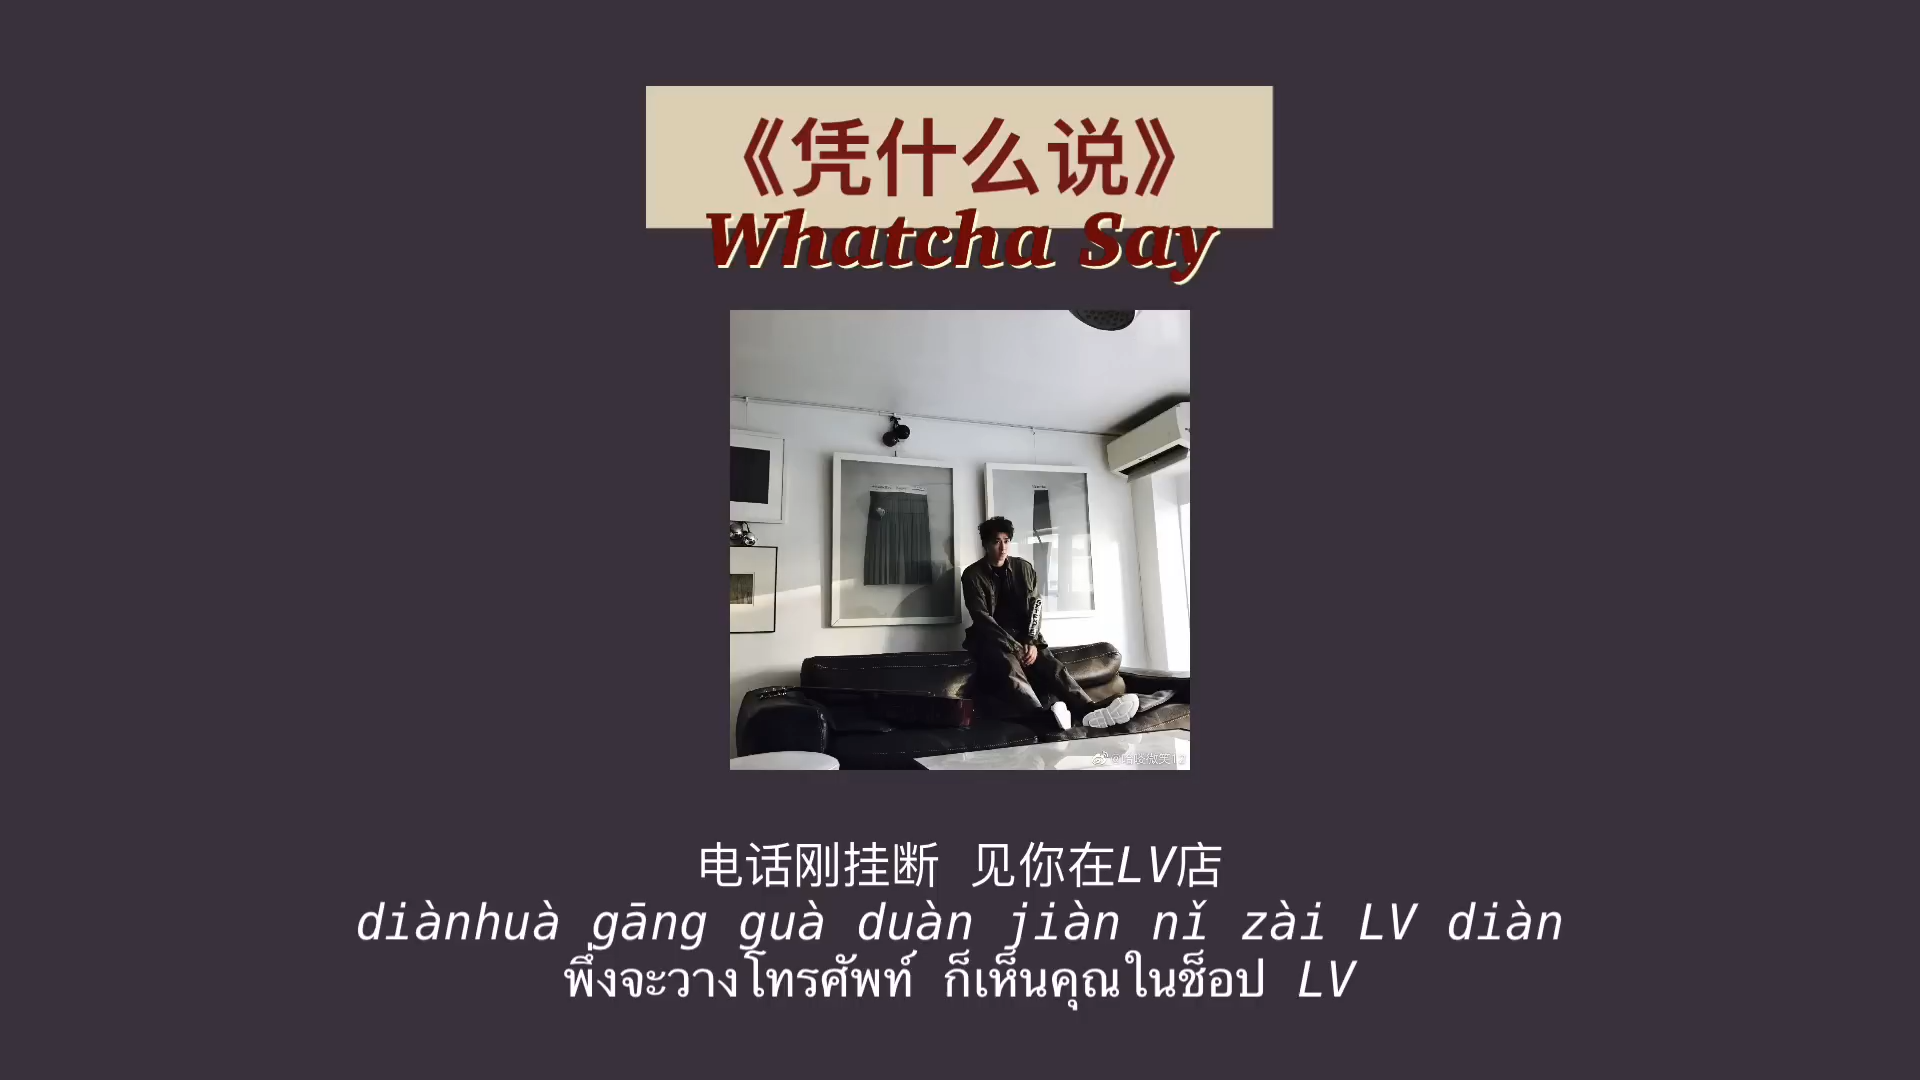 《凭什么说》
Whatcha Say
电话刚挂断 见你在LV店
diànhuà gāng guà duàn jiàn nǐ zài LV diàn
พึ่งจะวางโทรศัพท์ ก็เห็นคุณในช็อป LV